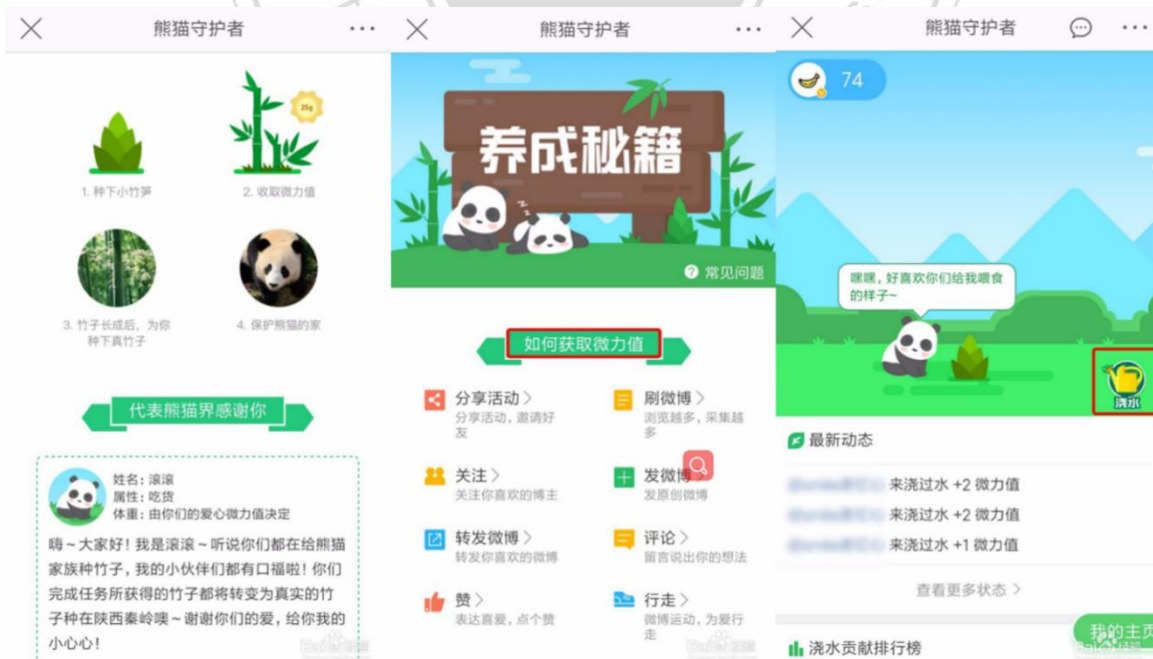 熊猫守护者
25g
1. 种下小竹笋
2. 收取微力值
3. 竹子长成后，为你
种下真竹子
4. 保护熊猫的家
代表熊猫界感谢你
姓名：滚滚
属性：吃货
体重：由你们的爱心微力值决定
嗨～大家好！我是滚滚～听说你们都在给熊猫
家族种竹子，我的小伙伴们都有口福啦！你们
完成任务所获得的竹子都将转变为真实的竹
子种在陕西秦岭噢～谢谢你们的爱，给你我的
小心心！
熊猫守护者
养成秘籍
z z z
? 常见问题
如何获取微力值
分享活动
分享活动，邀请好
友
刷微博
浏览越多，采集越
多
关注
关注你喜欢的博主
发微博
发原创微博
转发微博
转发你喜欢的微博
评论
留言说出你的想法
赞
表达喜爱，点个赞
行走
微博运动，为爱行
走
熊猫守护者
74
嘿嘿，好喜欢你们给我喂食
的样子~
浇水
最新动态
来浇过水 +2 微力值
来浇过水 +2 微力值
来浇过水 +1 微力值
查看更多状态
我的主页
浇水贡献排行榜